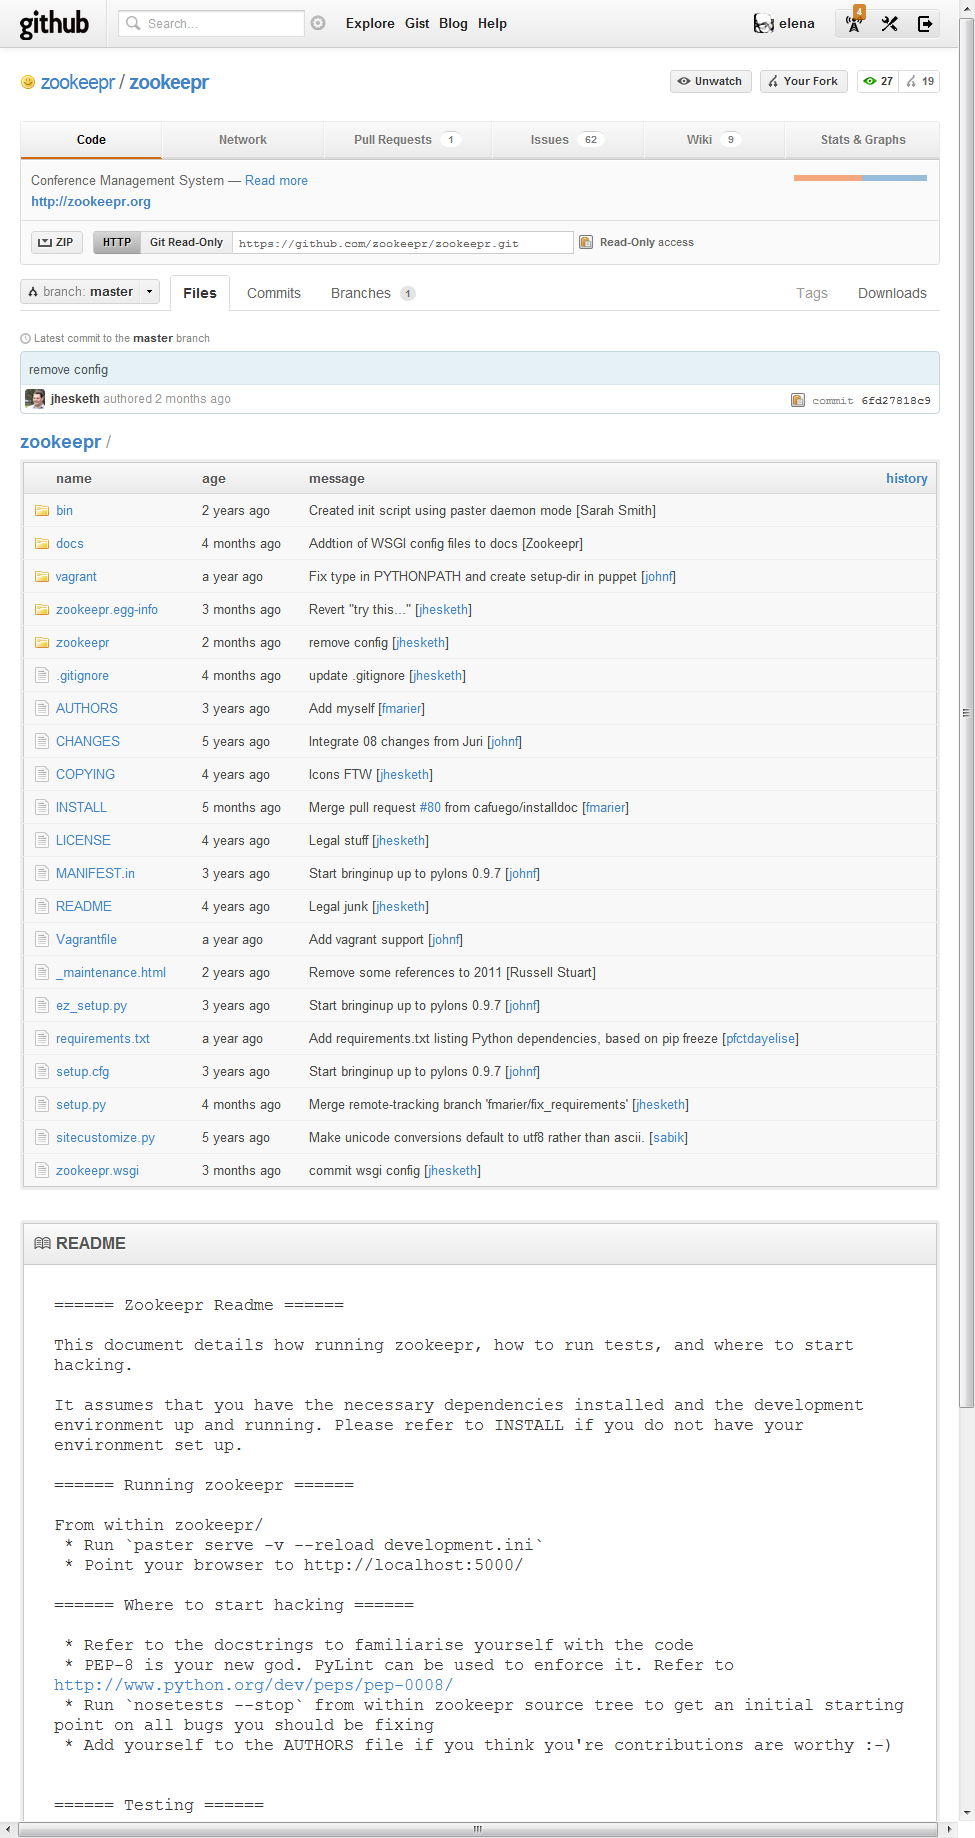 github Search... Explore Gist Blog Help elena 4
zookeepr / zookeepr Unwatch Your Fork 27 19
Code Network Pull Requests 1 Issues 62 Wiki 9 Stats & Graphs
Conference Management System — Read more
http://zookeepr.org
ZIP HTTP Git Read-Only https://github.com/zookeepr/zookeepr.git Read-Only access
branch: master Files Commits Branches 1 Tags Downloads
Latest commit to the master branch
remove config
jhesketh authored 2 months ago commit 6fd27818c9
zookeepr /
name age message history
bin 2 years ago Created init script using paster daemon mode [Sarah Smith]
docs 4 months ago Addtion of WSGI config files to docs [Zookeepr]
vagrant a year ago Fix type in PYTHONPATH and create setup-dir in puppet [johnf]
zookeepr.egg-info 3 months ago Revert "try this..." [jhesketh]
zookeepr 2 months ago remove config [jhesketh]
.gitignore 4 months ago update .gitignore [jhesketh]
AUTHORS 3 years ago Add myself [fmarier]
CHANGES 5 years ago Integrate 08 changes from Juri [johnf]
COPYING 4 years ago Icons FTW [jhesketh]
INSTALL 5 months ago Merge pull request #80 from cafuego/installdoc [fmarier]
LICENSE 4 years ago Legal stuff [jhesketh]
MANIFEST.in 3 years ago Start bringinup up to pylons 0.9.7 [johnf]
README 4 years ago Legal junk [jhesketh]
Vagrantfile a year ago Add vagrant support [johnf]
_maintenance.html 2 years ago Remove some references to 2011 [Russell Stuart]
ez_setup.py 3 years ago Start bringinup up to pylons 0.9.7 [johnf]
requirements.txt a year ago Add requirements.txt listing Python dependencies, based on pip freeze [pfctdayelise]
setup.cfg 3 years ago Start bringinup up to pylons 0.9.7 [johnf]
setup.py 4 months ago Merge remote-tracking branch 'fmarier/fix_requirements' [jhesketh]
sitecustomize.py 5 years ago Make unicode conversions default to utf8 rather than ascii. [sabik]
zookeepr.wsgi 3 months ago commit wsgi config [jhesketh]
README
====== Zookeepr Readme ======
This document details how running zookeepr, how to run tests, and where to start
hacking.
It assumes that you have the necessary dependencies installed and the development
environment up and running. Please refer to INSTALL if you do not have your
environment set up.
====== Running zookeepr ======
From within zookeepr/
* Run `paster serve -v --reload development.ini`
* Point your browser to http://localhost:5000/
====== Where to start hacking ======
* Refer to the docstrings to familiarise yourself with the code
* PEP-8 is your new god. PyLint can be used to enforce it. Refer to
http://www.python.org/dev/peps/pep-0008/
* Run `nosetests --stop` from within zookeepr source tree to get an initial starting
point on all bugs you should be fixing
* Add yourself to the AUTHORS file if you think you're contributions are worthy :-)
====== Testing ======